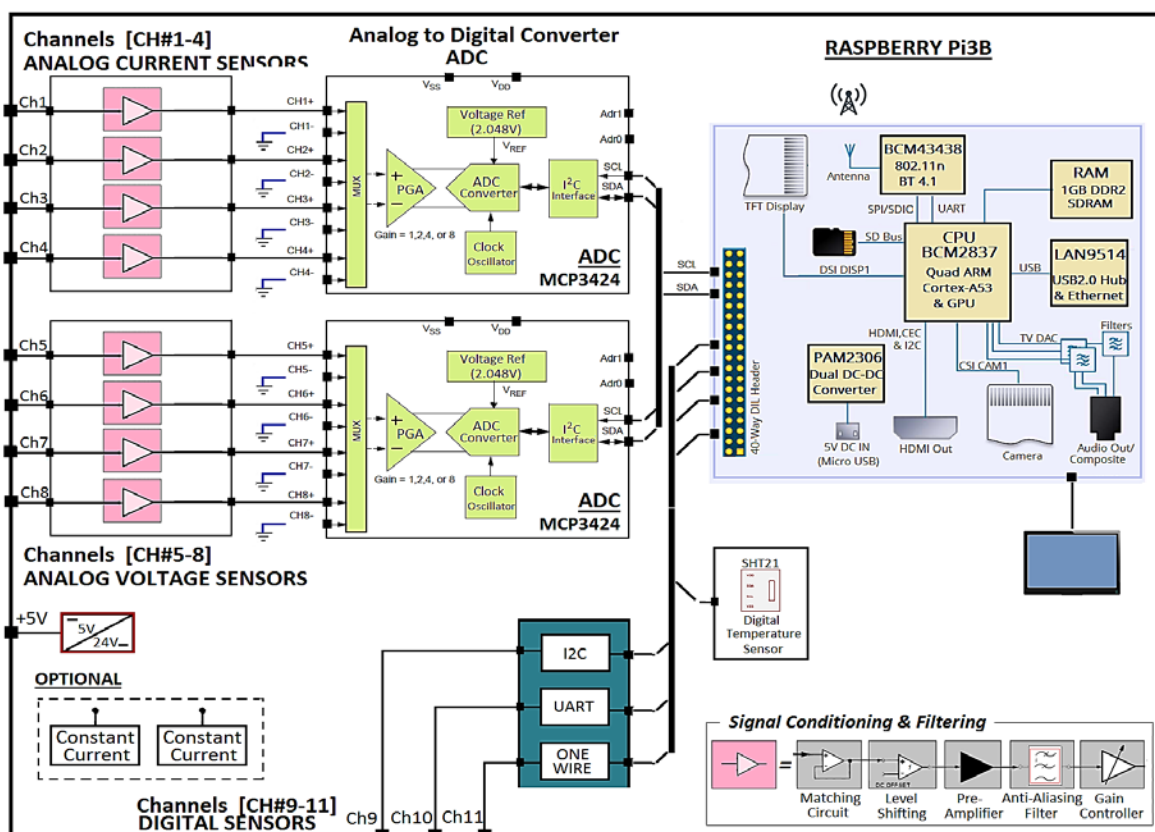 Channels [CH#1-4]
ANALOG CURRENT SENSORS
Ch1
Ch2
Ch3
Ch4
Analog to Digital Converter
ADC
VSS
VDD
CH1+
CH1-
CH2+
CH2-
CH3+
CH3-
CH4+
CH4-
MUX
PGA
+
−
Gain = 1,2,4, or 8
Voltage Ref
(2.048V)
VREF
ADC
Converter
Clock
Oscillator
I²C
Interface
Adr1
Adr0
SCL
SDA
ADC
MCP3424
Ch5
Ch6
Ch7
Ch8
Channels [CH#5-8]
ANALOG VOLTAGE SENSORS
VSS
VDD
CH5+
CH5-
CH6+
CH6-
CH7+
CH7-
CH8+
CH8-
MUX
PGA
+
−
Gain = 1,2,4, or 8
Voltage Ref
(2.048V)
VREF
ADC
Converter
Clock
Oscillator
I²C
Interface
Adr1
Adr0
SCL
SDA
ADC
MCP3424
RASPBERRY Pi3B
SCL
SDA
40-Way DIL Header
TFT Display
Antenna
BCM43438
802.11n
BT 4.1
SPI/SDIO
UART
RAM
1GB DDR2
SDRAM
SD Bus
DSI DISP1
CPU
BCM2837
Quad ARM
Cortex-A53
& GPU
USB
LAN9514
USB2.0 Hub
& Ethernet
HDMI,CEC
& I2C
TV DAC
Filters
CSI CAM1
PAM2306
Dual DC-DC
Converter
5V DC IN
(Micro USB)
HDMI Out
Camera
Audio Out/
Composite
+5V
5V
24V
OPTIONAL
Constant
Current
Constant
Current
I2C
UART
ONE
WIRE
Channels [CH#9-11]
DIGITAL SENSORS
Ch9
Ch10
Ch11
SHT21
Digital
Temperature
Sensor
Signal Conditioning & Filtering
=
DC OFFSET
Matching
Circuit
Level
Shifting
Pre-
Amplifier
Anti-Aliasing
Filter
Gain
Controller